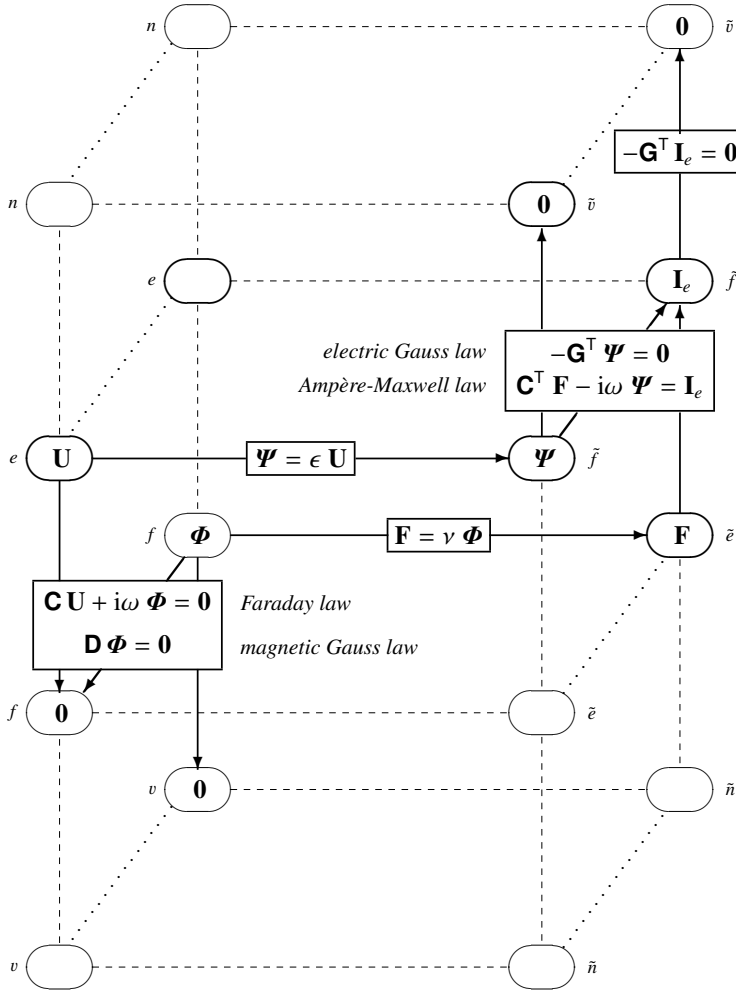 n 0 ṽ
−Gᵀ Iₑ = 0
n 0 ṽ
e Iₑ f̃
electric Gauss law −Gᵀ Ψ = 0
Ampère-Maxwell law Cᵀ F − iω Ψ = Iₑ
e U Ψ = ϵ U Ψ f̃
f Φ F = ν Φ F ẽ
C U + iω Φ = 0 Faraday law
D Φ = 0 magnetic Gauss law
f 0 ẽ
v 0 ñ
v ñ